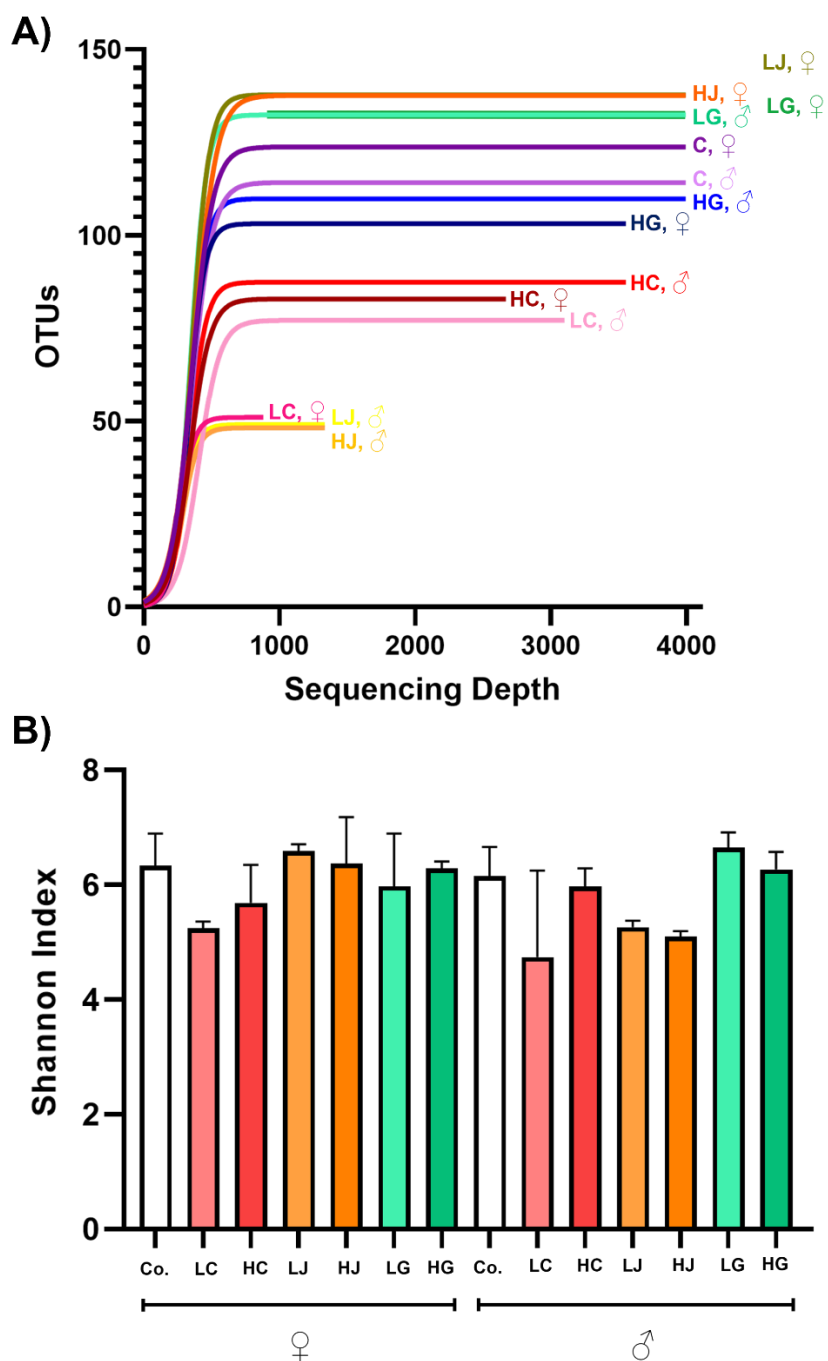 A)
150
LJ, ♀
HJ, ♀
LG, ♀
LG, ♂
C, ♀
C, ♂
HG, ♂
100
HG, ♀
HC, ♂
HC, ♀
LC, ♂
OTUs
50
LC, ♀ LJ, ♂
HJ, ♂
0
0 1000 2000 3000 4000
Sequencing Depth
B)
8
6
4
2
0
Shannon Index
Co. LC HC LJ HJ LG HG Co. LC HC LJ HJ LG HG
♀ ♂